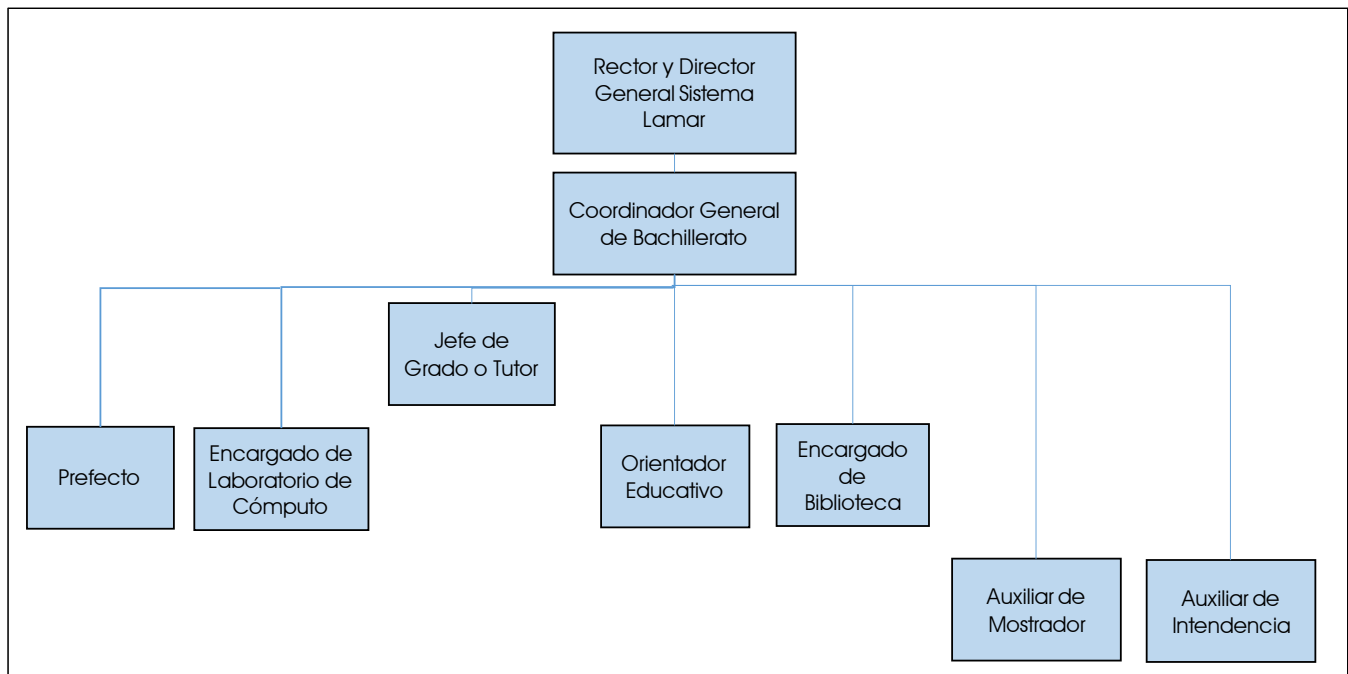 Rector y Director
General Sistema
Lamar
Coordinador General
de Bachillerato
Jefe de
Grado o Tutor
Prefecto
Encargado de
Laboratorio de
Cómputo
Orientador
Educativo
Encargado
de
Biblioteca
Auxiliar de
Mostrador
Auxiliar de
Intendencia